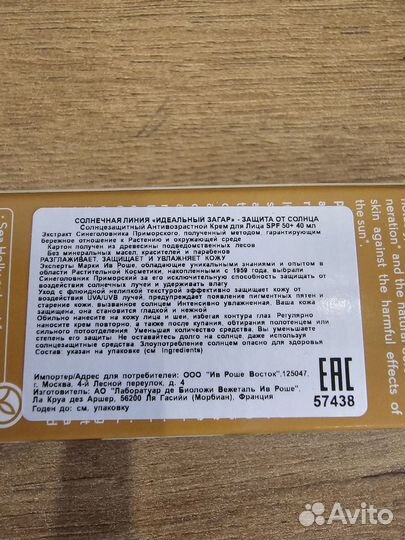 СОЛНЕЧНАЯ ЛИНИЯ «ИДЕАЛЬНЫЙ ЗАГАР» - ЗАЩИТА ОТ СОЛНЦА
Солнцезащитный Антивозрастной Крем для Лица SPF 50+ 40 мл
Экстракт Синеголовника Приморского, полученный методом, гарантирующим
бережное отношение к Растению и окружающей среде
Картон получен из древесины подведомственных лесов
Без минеральных масел красителей и парабенов
РАЗГЛАЖИВАЕТ, ЗАЩИЩАЕТ И УВЛАЖНЯЕТ КОЖУ
Эксперты Марки Ив Роше, обладающие уникальными знаниями и опытом в
области Растительной Косметики, накопленными с 1959 года, выбрали
Синеголовник Приморский за его исключительную способность защищать от
воздействия солнечных лучей и удерживать влагу
Уход с флюидной нелипкой текстурой эффективно защищает кожу от
воздействия UVA/UVB лучей, предупреждает появление пигментных пятен и
старение кожи, интенсивно и невидимо увлажняет. Ваша кожа
защищена, она становится гладкой и нежной
Обильно нанесите на кожу лица и шеи, избегая контура глаз Регулярно
наносите крем повторно, а также после купания, обтирания полотенцем или
сильного потоотделения Уменьшая количество средства, Вы уменьшаете
степень его защиты. Не оставайтесь долго на солнце, даже используя
солнцезащитные средства Злоупотребление солнцем опасно для здоровья
Состав: указан на упаковке (см Ingredients)
Импортер/Адрес для потребителей: ООО "Ив Роше Восток",125047,
г. Москва, 4-й Лесной переулок, д. 4
Изготовитель: АО "Лаборатуар де Биоложи Вежеталь Ив Роше",
Ла Круа дез Аршер, 56200 Ля Гасийи (Морбиан), Франция
Годен до: см. упаковку
EAC
57438
neration* and the natural
skin against the harmful effects of
the sun*.
Avito